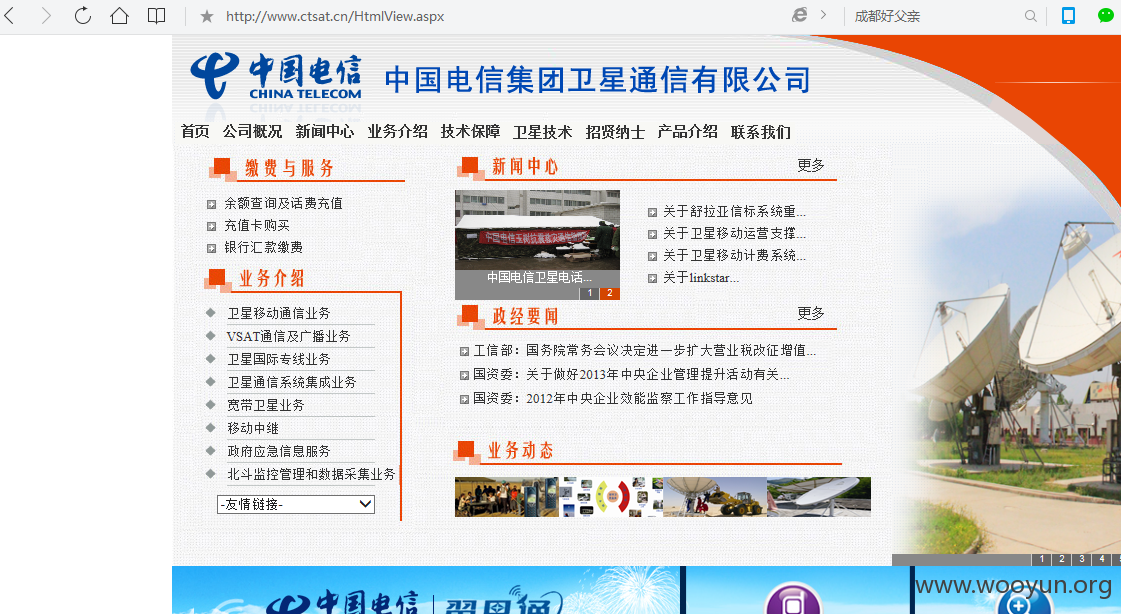 http://www.ctsat.cn/HtmlView.aspx
成都好父亲
中国电信
CHINA TELECOM
中国电信集团卫星通信有限公司
首页 公司概况 新闻中心 业务介绍 技术保障 卫星技术 招贤纳士 产品介绍 联系我们
缴费与服务
余额查询及话费充值
充值卡购买
银行汇款缴费
业务介绍
卫星移动通信业务
VSAT通信及广播业务
卫星国际专线业务
卫星通信系统集成业务
宽带卫星业务
移动中继
政府应急信息服务
北斗监控管理和数据采集业务
-友情链接-
新闻中心 更多
中国电信卫星电话...
1 2
关于舒拉亚信标系统重...
关于卫星移动运营支撑...
关于卫星移动计费系统...
关于linkstar...
政经要闻 更多
工信部：国务院常务会议决定进一步扩大营业税改征增值...
国资委：关于做好2013年中央企业管理提升活动有关...
国资委：2012年中央企业效能监察工作指导意见
业务动态
1 2 3 4
www.wooyun.org
中国电信